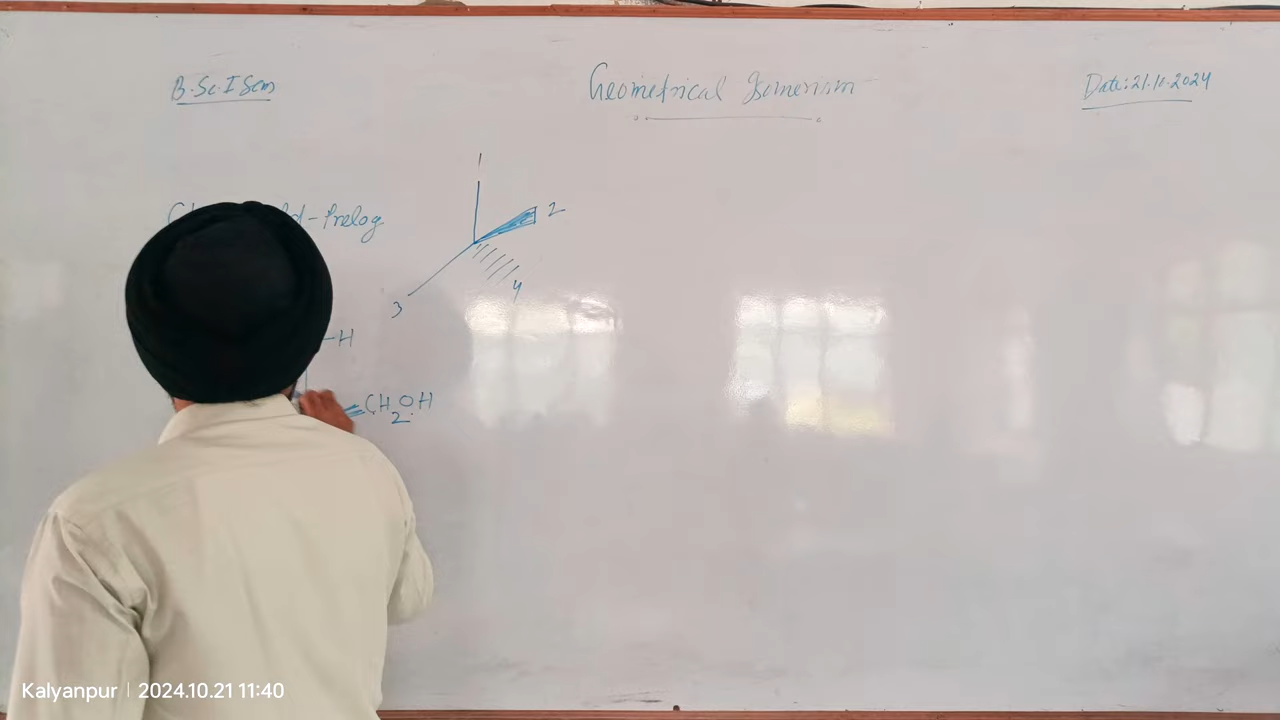 B.Sc. I Sem
Geometrical Isomerism
Date: 21.10.2024
1
-Prelog
2
4
3
-H
CH2OH
Kalyanpur | 2024.10.21 11:40